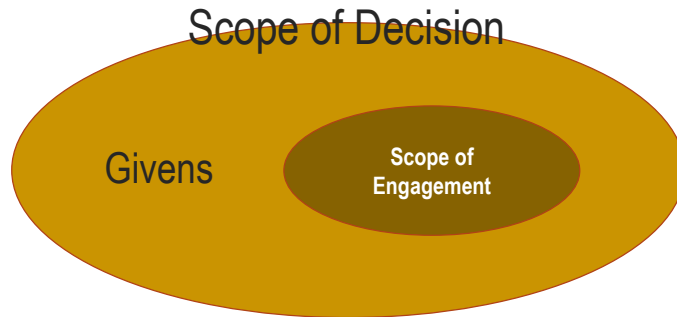 Scope of Decision
Givens
Scope of
Engagement